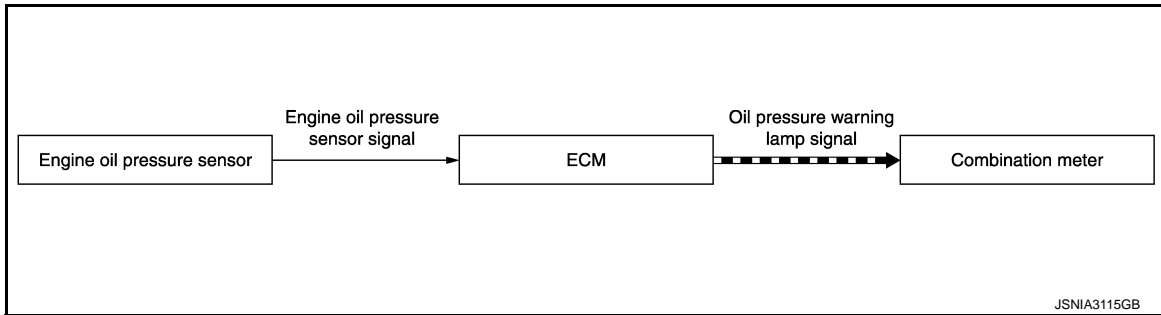 Engine oil pressure
sensor signal
Oil pressure warning
lamp signal
Engine oil pressure sensor
ECM
Combination meter
JSNIA3115GB